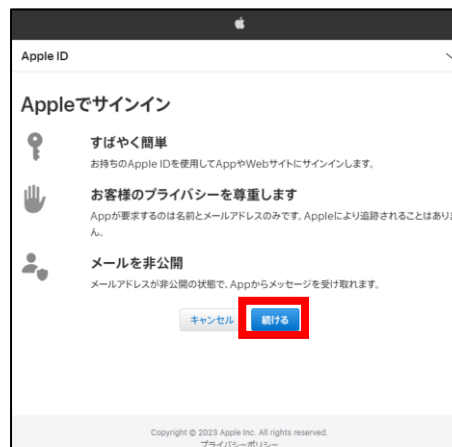 Apple ID
Appleでサインイン
すばやく簡単
お持ちのApple IDを使用してAppやWebサイトにサインインします。
お客様のプライバシーを尊重します
Appが要求するのは名前とメールアドレスのみです。Appleにより追跡されることはありま
ん。
メールを非公開
メールアドレスが非公開の状態で、Appからメッセージを受け取れます。
キャンセル 続ける
Copyright © 2023 Apple Inc. All rights reserved.
プライバシーポリシー